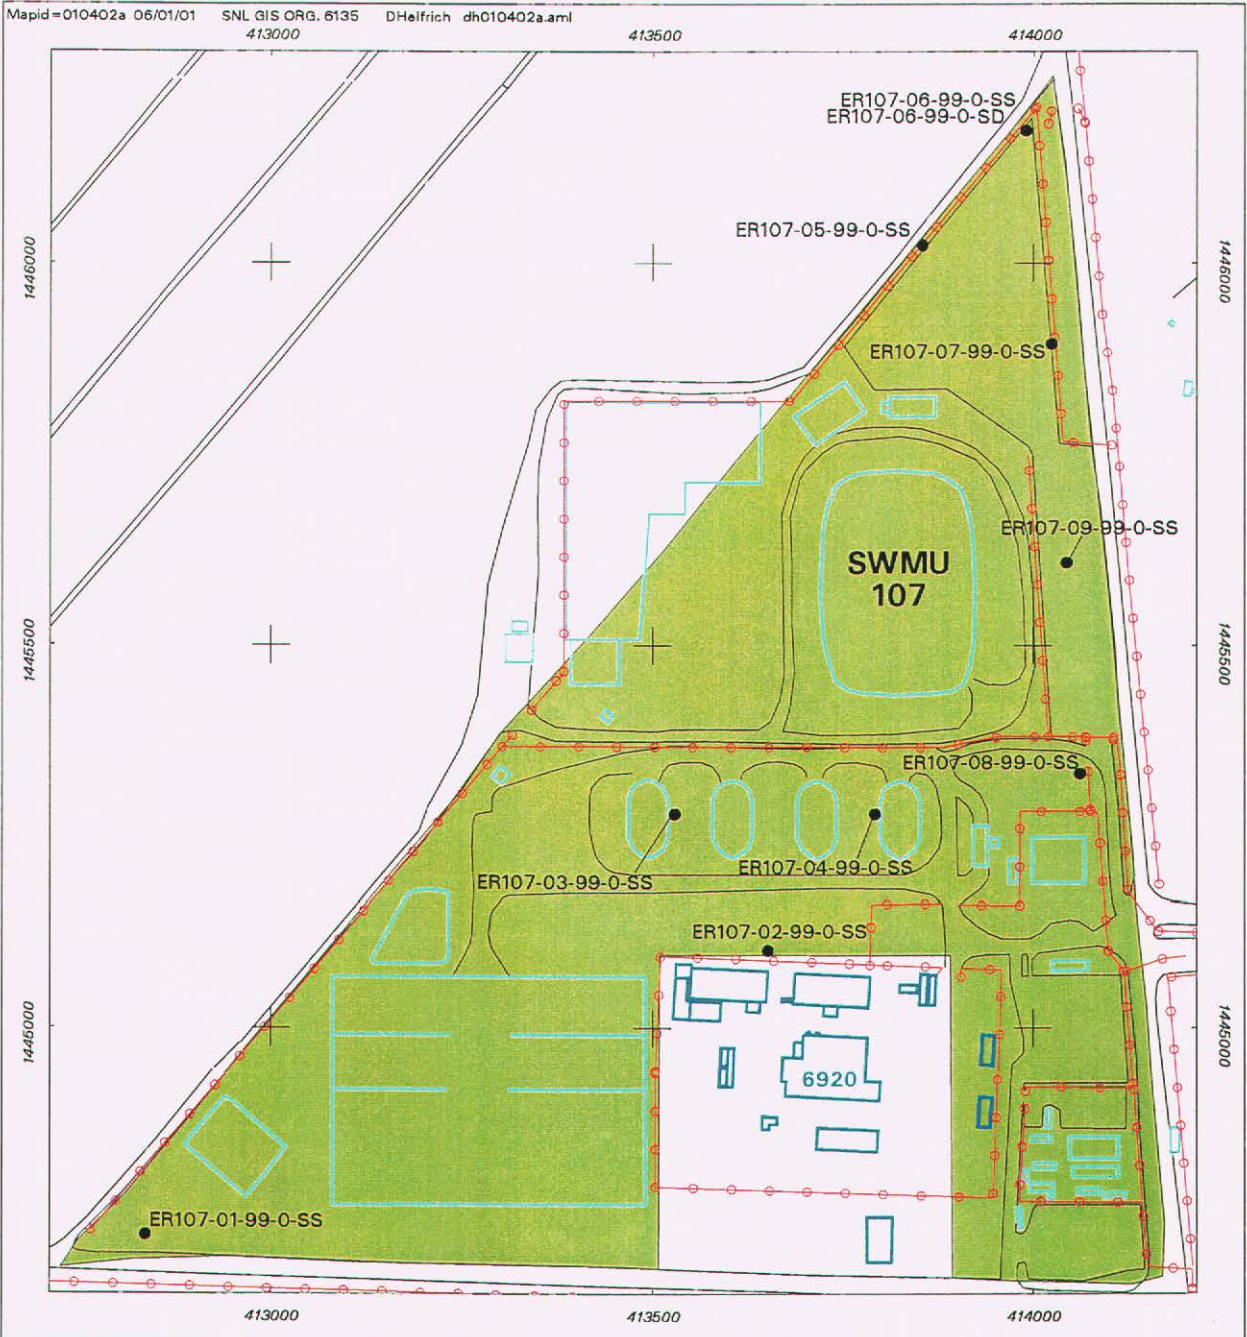 Mapid=010402a 06/01/01 SNL GIS ORG. 6135 DHelfrich dh010402a.aml
413000 413500 414000
ER107-06-99-0-SS
ER107-06-99-0-SD
ER107-05-99-0-SS
1446000 1446000
ER107-07-99-0-SS
ER107-09-99-0-SS
SWMU
107
1445500 1445500
ER107-08-99-0-SS
ER107-04-99-0-SS
ER107-03-99-0-SS
ER107-02-99-0-SS
1445000 1445000
6920
ER107-01-99-0-SS
413000 413500 414000